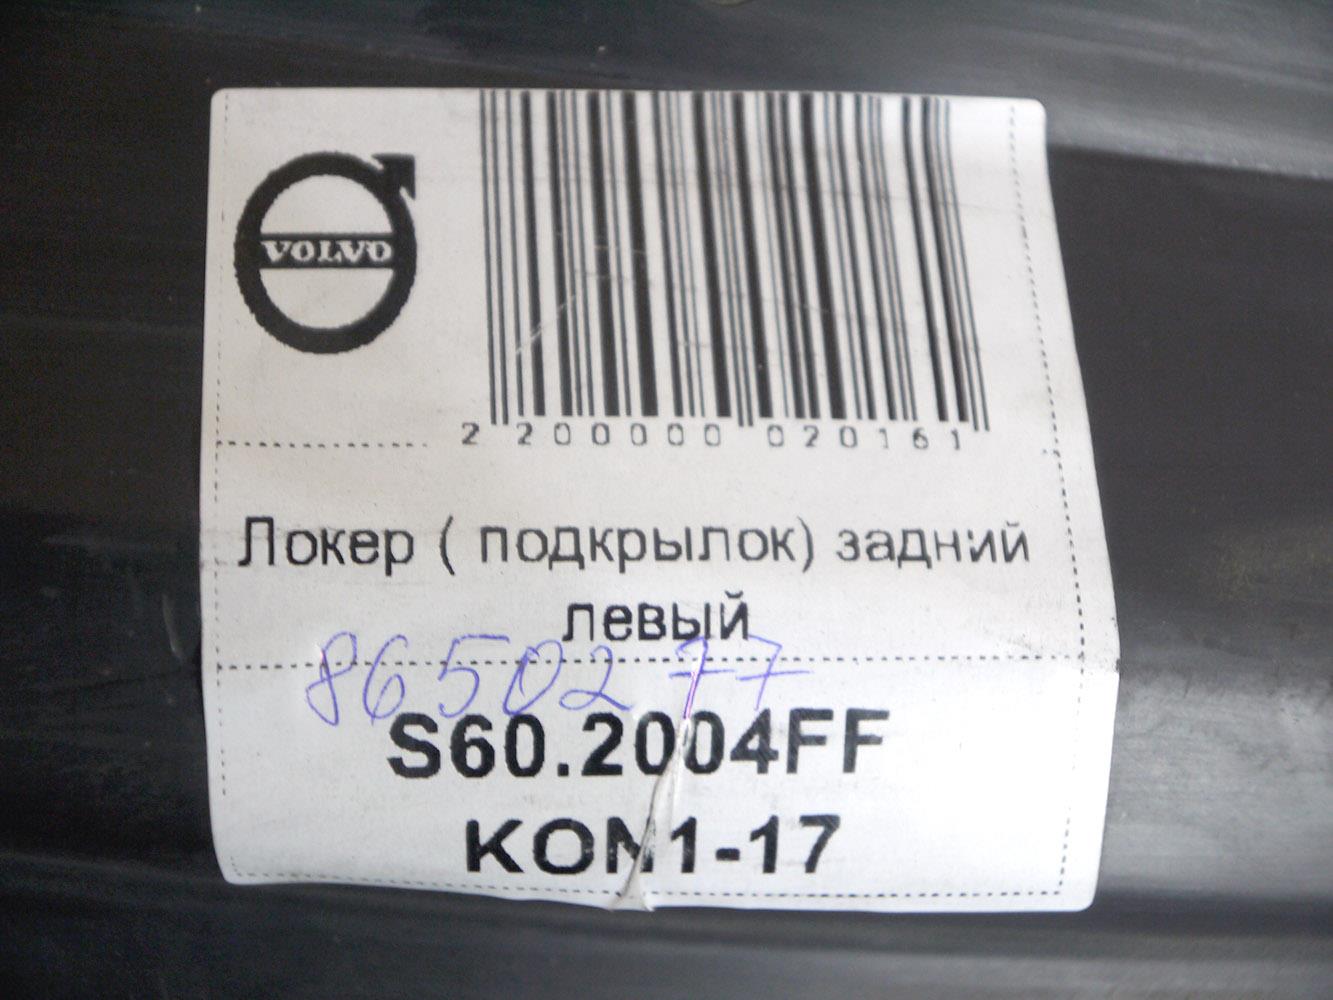 VOLVO
2 200000 020161
Локер ( подкрылок) задний
левый
8650277
S60.2004FF
KOM1-17